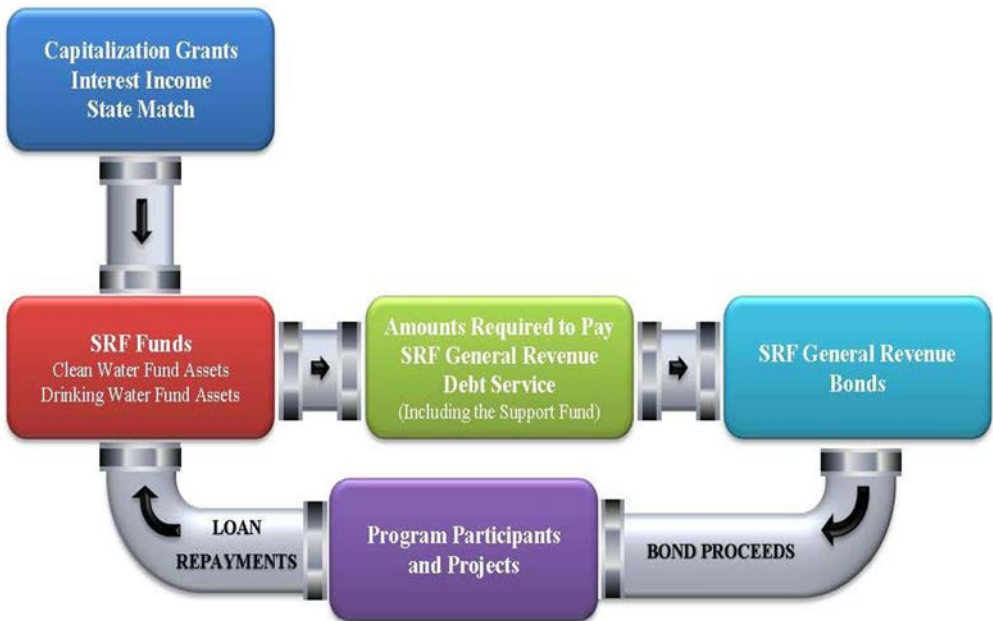 Capitalization Grants
Interest Income
State Match
SRF Funds
Clean Water Fund Assets
Drinking Water Fund Assets
Amounts Required to Pay
SRF General Revenue
Debt Service
(Including the Support Fund)
SRF General Revenue
Bonds
LOAN
REPAYMENTS
Program Participants
and Projects
BOND PROCEEDS